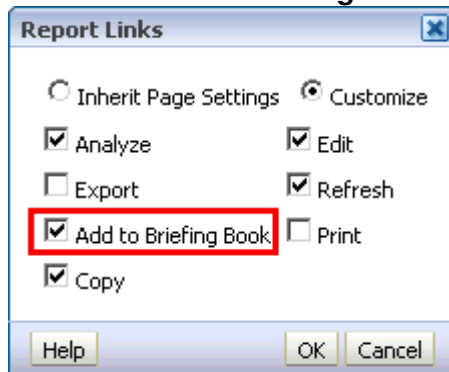 Report Links
Inherit Page Settings Customize
Analyze Edit
Export Refresh
Add to Briefing Book Print
Copy
Help OK Cancel